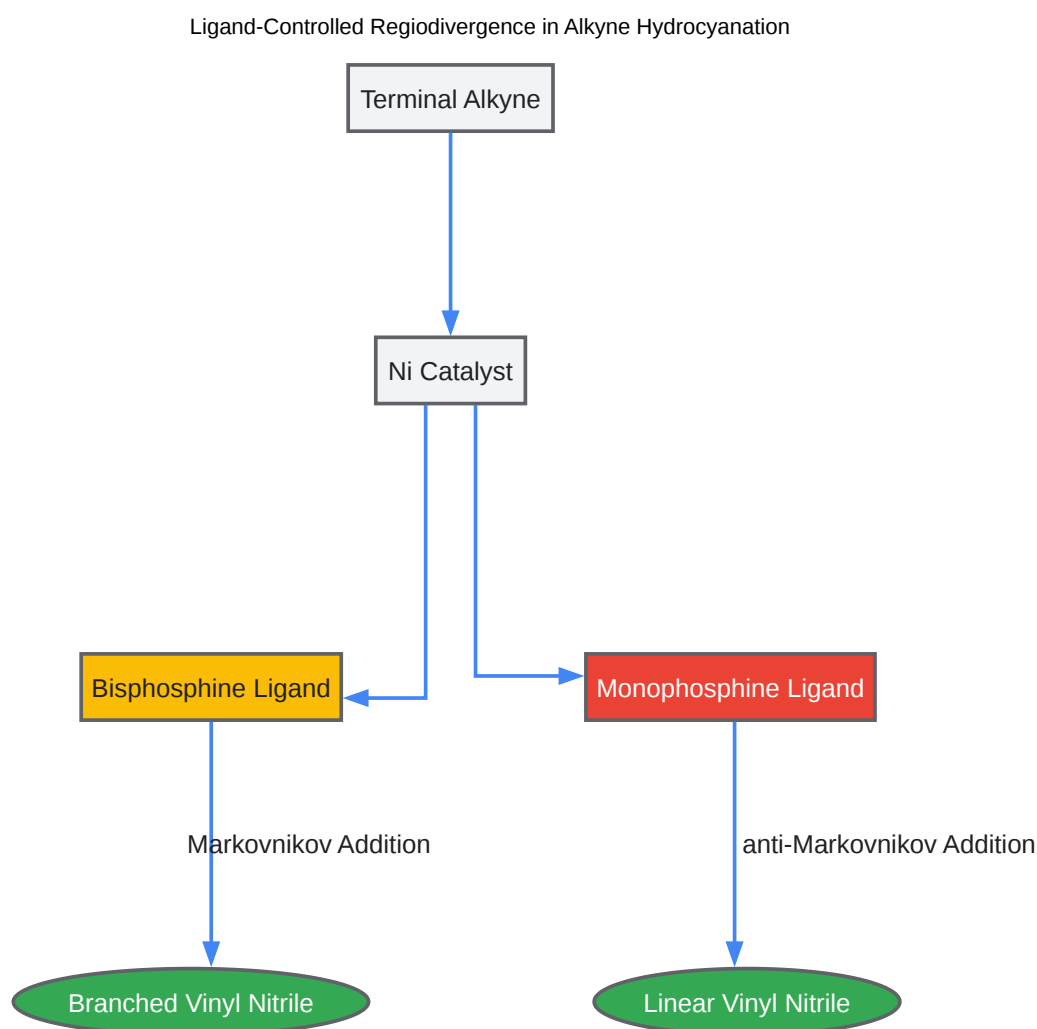 Ligand-Controlled Regiodivergence in Alkyne Hydrocyanation
Terminal Alkyne
Ni Catalyst
Bisphosphine Ligand
Monophosphine Ligand
Markovnikov Addition
anti-Markovnikov Addition
Branched Vinyl Nitrile
Linear Vinyl Nitrile